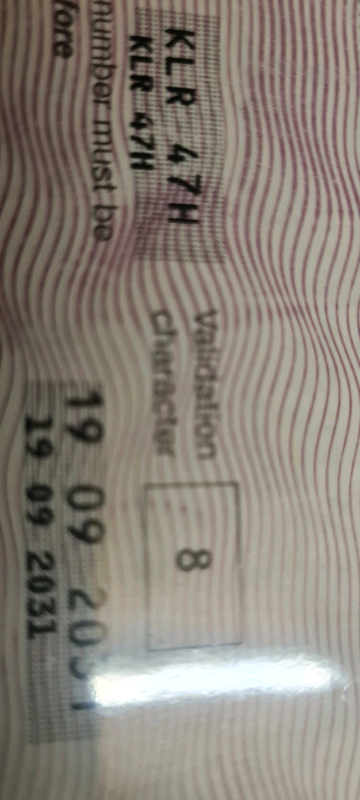 KLR 47H
KLR 47H
number must be
fore
Validation
character
8
19 09 2031
19 09 2031